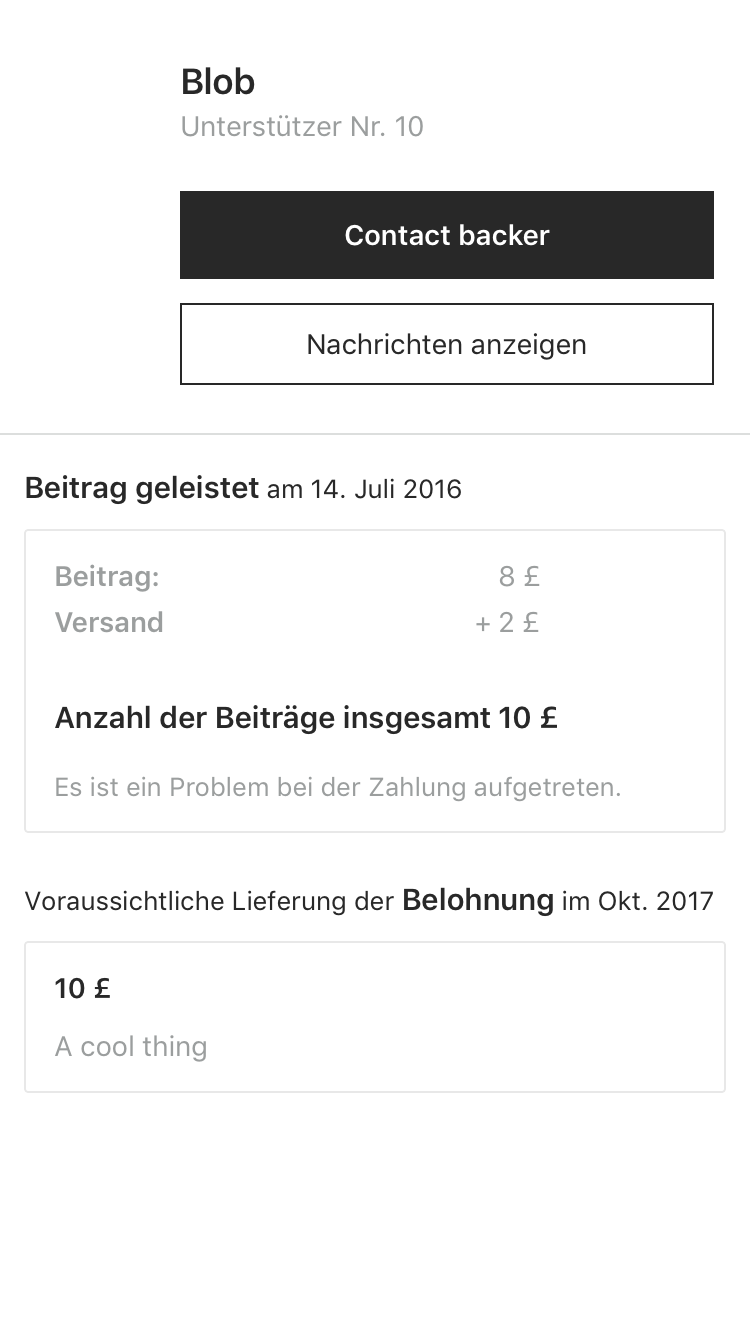 Blob
Unterstützer Nr. 10
Contact backer
Nachrichten anzeigen
Beitrag geleistet am 14. Juli 2016
Beitrag: 8 £
Versand + 2 £
Anzahl der Beiträge insgesamt 10 £
Es ist ein Problem bei der Zahlung aufgetreten.
Voraussichtliche Lieferung der Belohnung im Okt. 2017
10 £
A cool thing